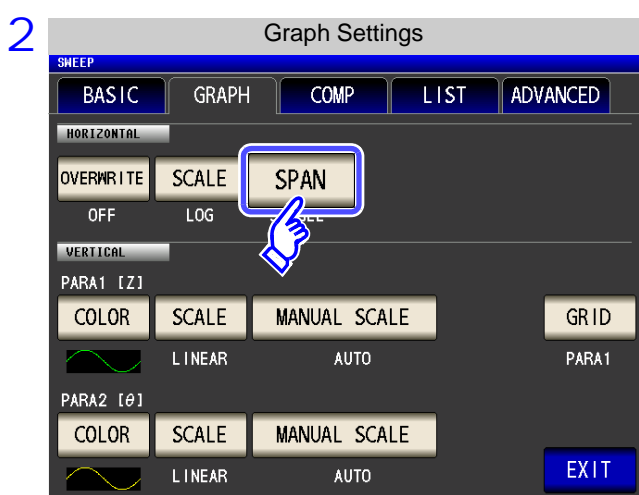 2
Graph Settings
SWEEP
BASIC GRAPH COMP LIST ADVANCED
HORIZONTAL
OVERWRITE SCALE SPAN
OFF LOG
VERTICAL
PARA1 [Z]
COLOR SCALE MANUAL SCALE GRID
LINEAR AUTO PARA1
PARA2 [θ]
COLOR SCALE MANUAL SCALE
LINEAR AUTO EXIT